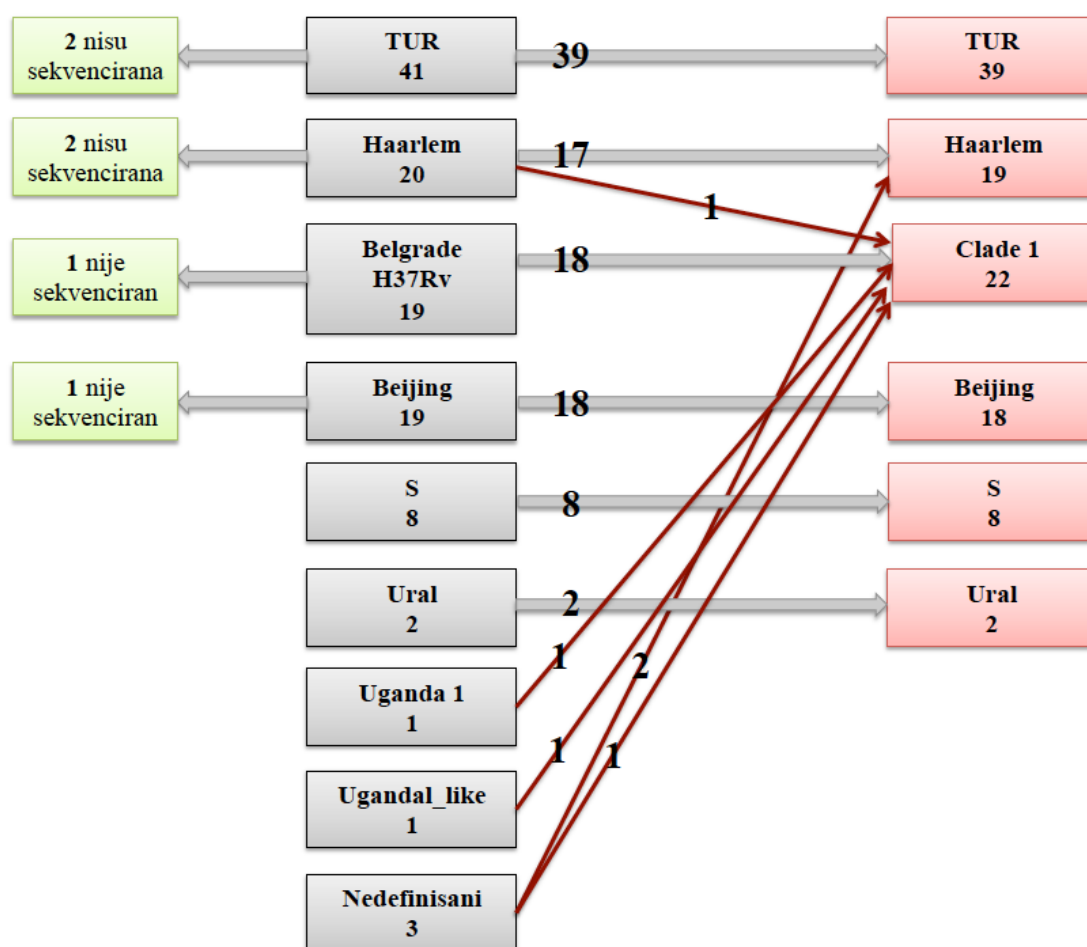 2 nisu
sekvencirana
TUR
41
39
TUR
39
2 nisu
sekvencirana
Haarlem
20
17
1
Haarlem
19
1 nije
sekvenciran
Belgrade
H37Rv
19
18
Clade 1
22
1 nije
sekvenciran
Beijing
19
18
Beijing
18
S
8
8
S
8
Ural
2
2
Ural
2
Uganda 1
1
1
2
Ugandal_like
1
1
1
Nedefinisani
3